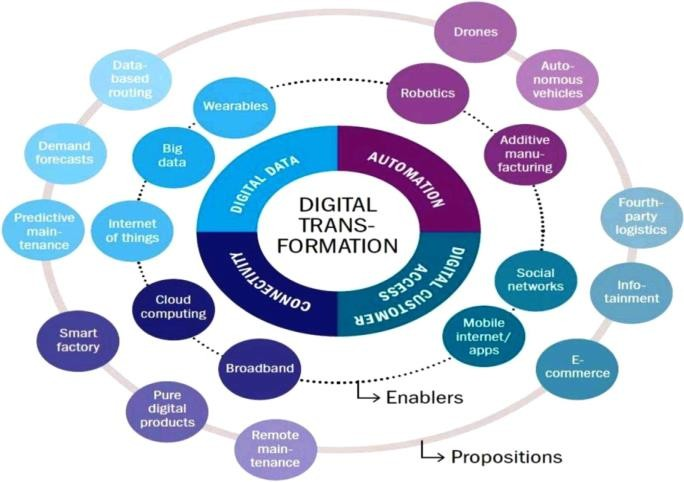 Drones
Auto-
nomous
vehicles
Data-
based
routing
Wearables
Robotics
Demand
forecasts
Big
data
Additive
manu-
facturing
DIGITAL DATA
AUTOMATION
DIGITAL
TRANS-
FORMATION
CONNECTIVITY
DIGITAL CUSTOMER
ACCESS
Predictive
main-
tenance
Internet
of things
Fourth-
party
logistics
Social
networks
Info-
tainment
Cloud
computing
Mobile
internet/
apps
Smart
factory
Broadband
E-
commerce
Pure
digital
products
Enablers
Remote
main-
tenance
Propositions